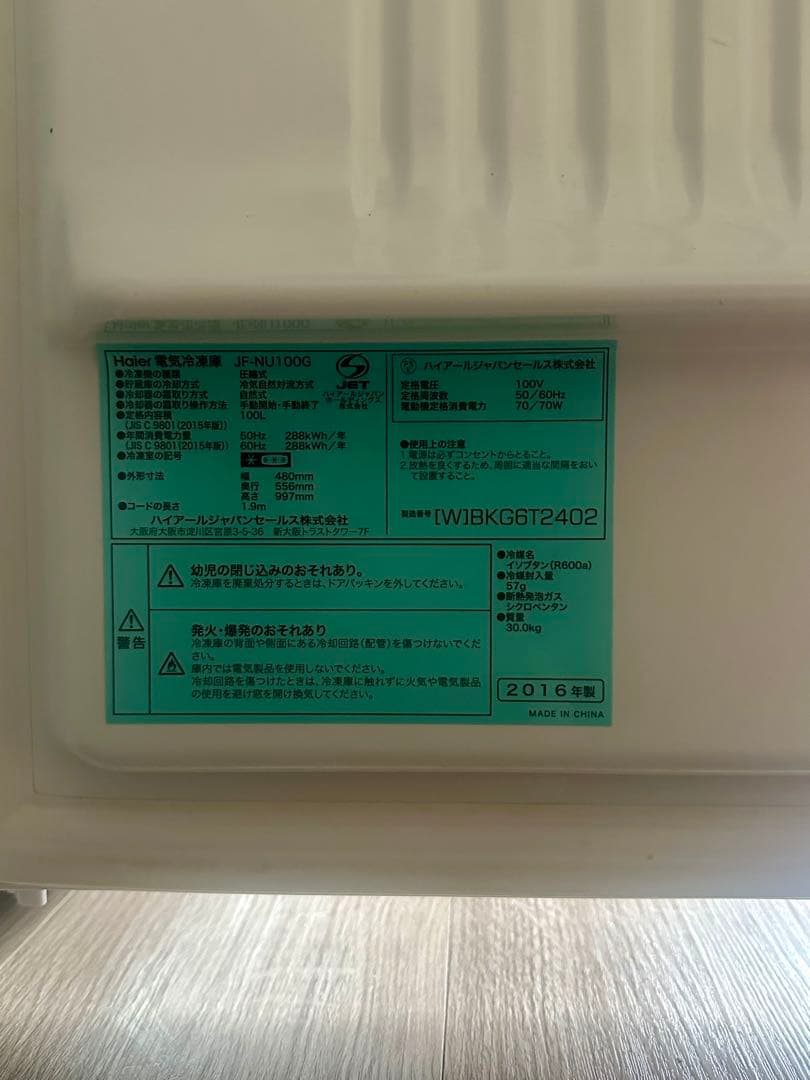 Haier 電気冷凍庫 JF-NU100G
●冷凍機の種類 圧縮式
●貯蔵庫の冷却方式 冷気自然対流方式
●冷却器の霜取り方式 自然式
●冷却器の霜取り操作方法 手動開始・手動終了
●定格内容積 100L
(JIS C 9801(2015年版))
●年間消費電力量 50Hz 288kWh/年
(JIS C 9801(2015年版)) 60Hz 288kWh/年
●冷凍室の記号
●外形寸法 幅 480mm
奥行 556mm
高さ 997mm
●コードの長さ 1.9m
ハイアールジャパンセールス株式会社
大阪府大阪市淀川区宮原3-5-36 新大阪トラストタワー7F
JET
ハイアールジャパン
ホールディングス
株式会社
PS
E
ハイアールジャパンセールス株式会社
定格電圧 100V
定格周波数 50/60Hz
電動機定格消費電力 70/70W
●使用上の注意
1.電源は必ずコンセントからとること。
2.放熱を良くするため、周囲に適当な間隔をおい
て設置すること。
製造番号 [W]BKG6T2402
警告
幼児の閉じ込みのおそれあり。
冷凍庫を廃棄処分するときは、ドアパッキンを外してください。
発火・爆発のおそれあり
冷凍庫の背面や側面にある冷却回路(配管)を傷つけないでくだ
さい。
庫内では電気製品を使用しないでください。
冷却回路を傷つけたときは、冷凍庫に触れずに火気や電気製品
の使用を避け窓を開け換気してください。
●冷媒名
イソブタン(R600a)
●冷媒封入量
57g
●断熱発泡ガス
シクロペンタン
●質量
30.0kg
2016年製
MADE IN CHINA